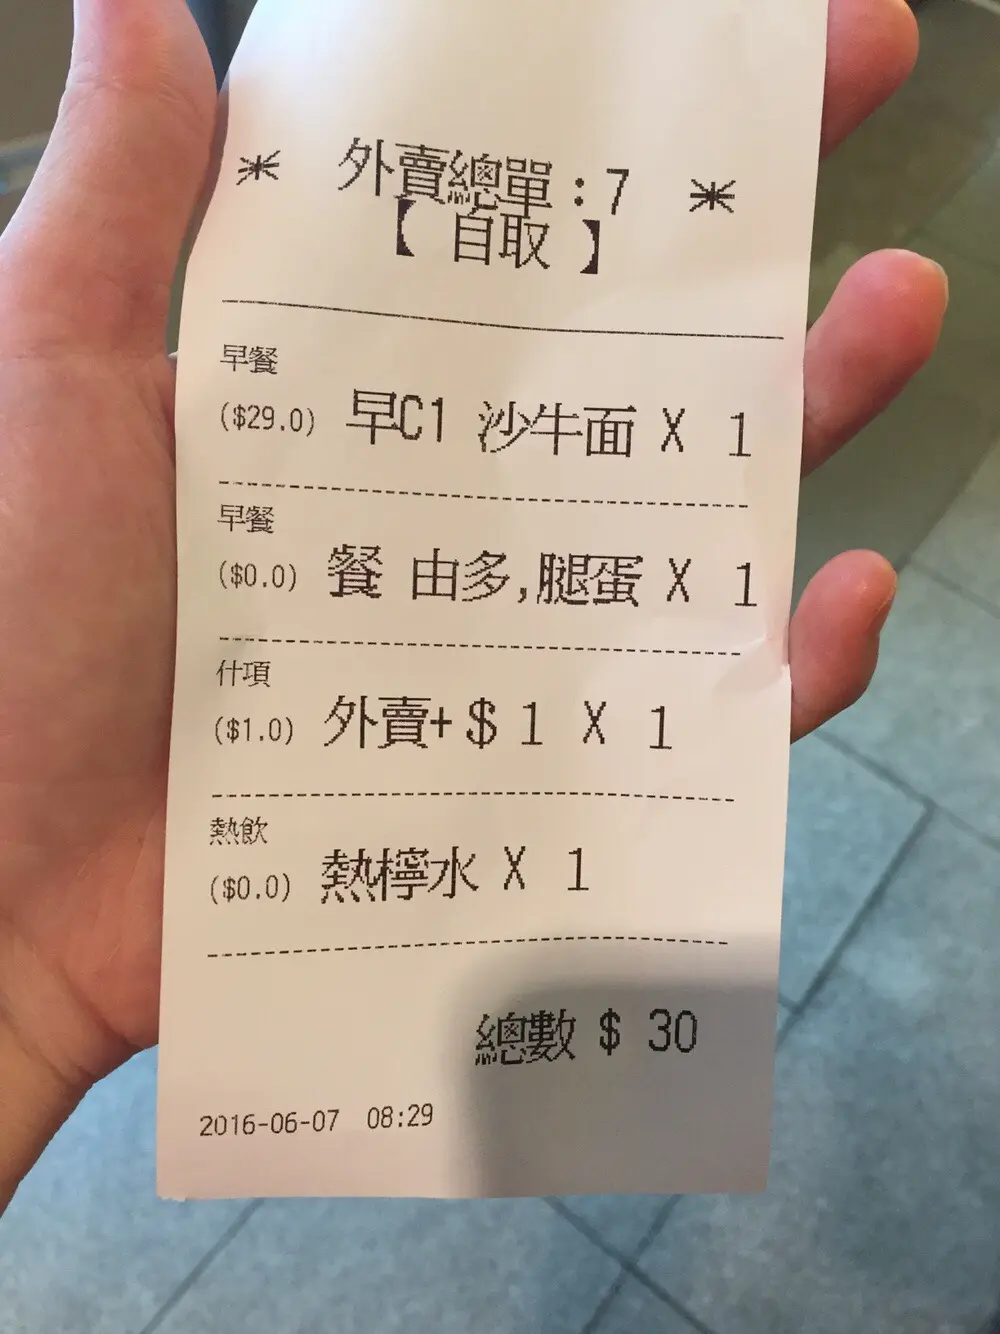 * 外賣總單:7 *
【 自取 】
早餐
($29.0) 早C1 沙牛面 X 1
早餐
($0.0) 餐 由多,腿蛋 X 1
什項
($1.0) 外賣+$1 X 1
熱飲
($0.0) 熱檸水 X 1
總數 $ 30
2016-06-07 08:29